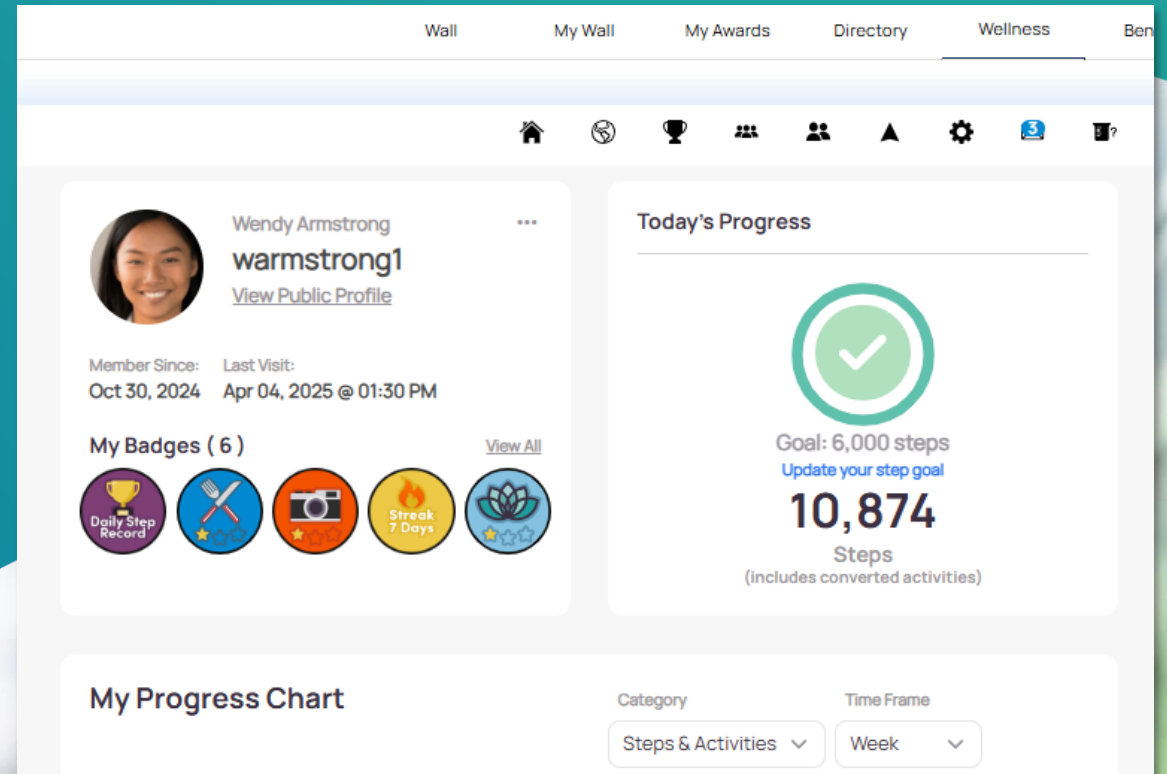 Wall My Wall My Awards Directory Wellness Ben
3 ?
Wendy Armstrong
warmstrong1
View Public Profile
Member Since: Last Visit:
Oct 30, 2024 Apr 04, 2025 @ 01:30 PM
My Badges ( 6 ) View All
Daily Step
Record
Streak
7 Days
Today's Progress
Goal: 6,000 steps
Update your step goal
10,874
Steps
(includes converted activities)
My Progress Chart
Category Time Frame
Steps & Activities Week